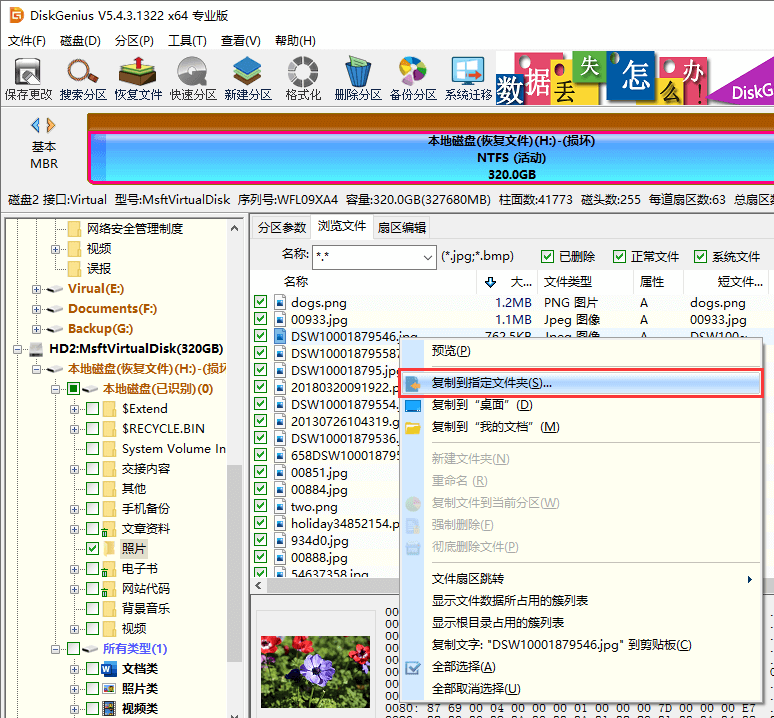 DiskGenius V5.4.3.1322 x64 专业版
文件(F) 磁盘(D) 分区(P) 工具(T) 查看(V) 帮助(H)
保存更改 搜索分区 恢复文件 快速分区 新建分区 格式化 删除分区 备份分区 系统迁移
数据丢失怎么办!
DiskG
基本
MBR
本地磁盘(恢复文件)(H:)-(损坏)
NTFS (活动)
320.0GB
磁盘2 接口:Virtual 型号:MsftVirtualDisk 序列号:WFL09XA4 容量:320.0GB(327680MB) 柱面数:41773 磁头数:255 每道扇区数:63 总扇区
网络安全管理制度
视频
误报
Virual(E:)
Documents(F:)
Backup(G:)
HD2:MsftVirtualDisk(320GB)
本地磁盘(恢复文件)(H:)-(损坏
本地磁盘(已识别)(0)
$Extend
$RECYCLE.BIN
System Volume In
交接内容
其他
手机备份
文章资料
照片
电子书
网站代码
背景音乐
视频
所有类型(1)
文档类
照片类
视频类
分区参数 浏览文件 扇区编辑
名称: *.* (*.jpg;*.bmp) 已删除 正常文件 系统文件
名称 大... 文件类型 属性 短文件...
dogs.png 1.2MB PNG 图片 A dogs.png
00933.jpg 1.1MB Jpeg 图像 A 00933.jpg
DSW10001879546.jpg 762.5KB Jpeg 图像 A DSW100~
DSW100018795587
DSW100018795.jpg
20180320091922.p
DSW10001879554.
20130726104319.g
DSW10001879536.
658DSW100018795
00851.jpg
00884.jpg
two.png
holiday34852154.p
934d0.jpg
00888.jpg
54637358.jpg
预览(P)
复制到指定文件夹(S)...
复制到“桌面”(D)
复制到“我的文档”(M)
新建文件夹(N)
重命名 (R)
复制文件到当前分区(W)
强制删除(F)
彻底删除文件(P)
文件扇区跳转
显示文件数据所占用的簇列表
显示根目录占用的簇列表
复制文字: "DSW10001879546.jpg" 到剪贴板(C)
全部选择(A)
全部取消选择(U)
0080: 87 69 00 04 00 00 00 01 00 00 00 7D 00 00 00 E7